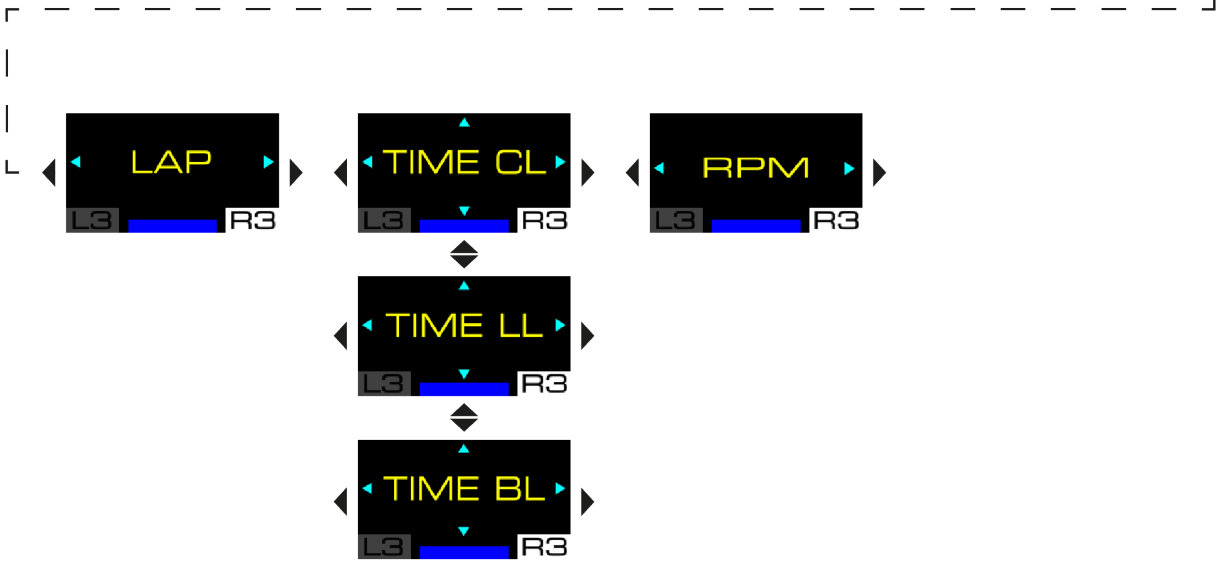 LAP
L3 R3
TIME CL
L3 R3
RPM
L3 R3
TIME LL
L3 R3
TIME BL
L3 R3